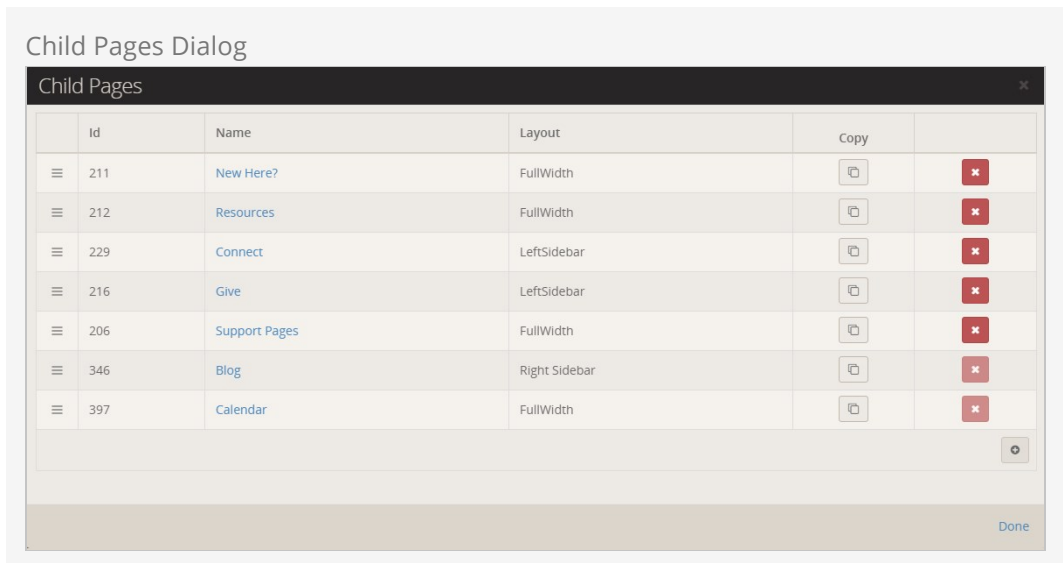 Child Pages Dialog
Child Pages
Id Name Layout Copy
211 New Here? FullWidth
212 Resources FullWidth
229 Connect LeftSidebar
216 Give LeftSidebar
206 Support Pages FullWidth
346 Blog Right Sidebar
397 Calendar FullWidth
Done